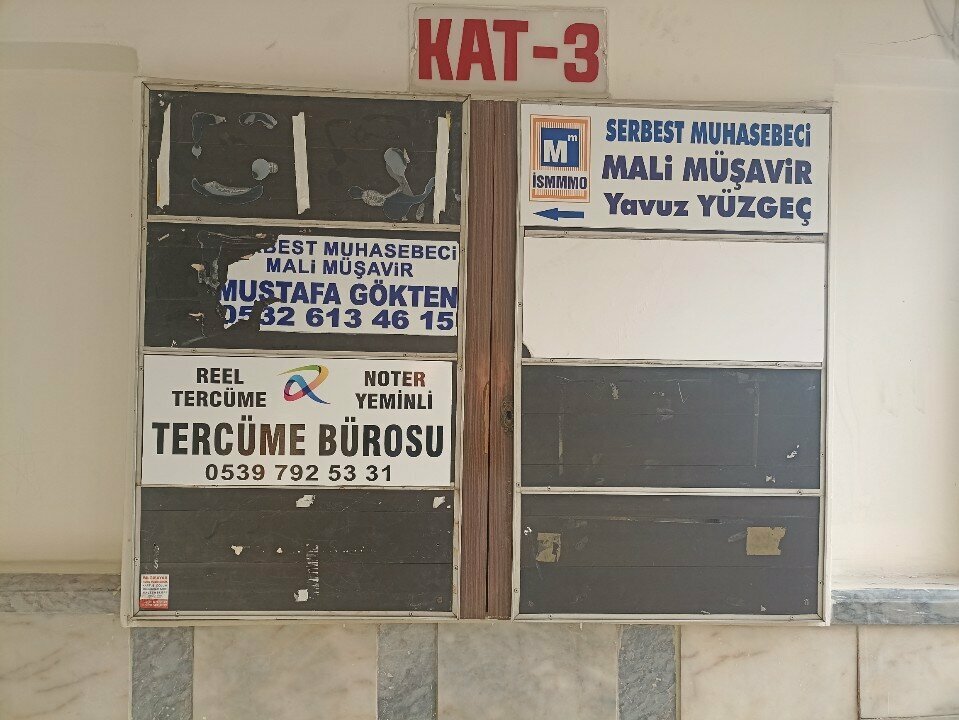 KAT-3
RBEST MUHASEBECİ
MALİ MÜŞAVİR
MUSTAFA GÖKTEN
0532 613 46 15
REEL TERCÜME
NOTER YEMİNLİ
TERCÜME BÜROSU
0539 792 53 31
Mm
İSMMMO
SERBEST MUHASEBECİ
MALİ MÜŞAVİR
Yavuz YÜZGEÇ